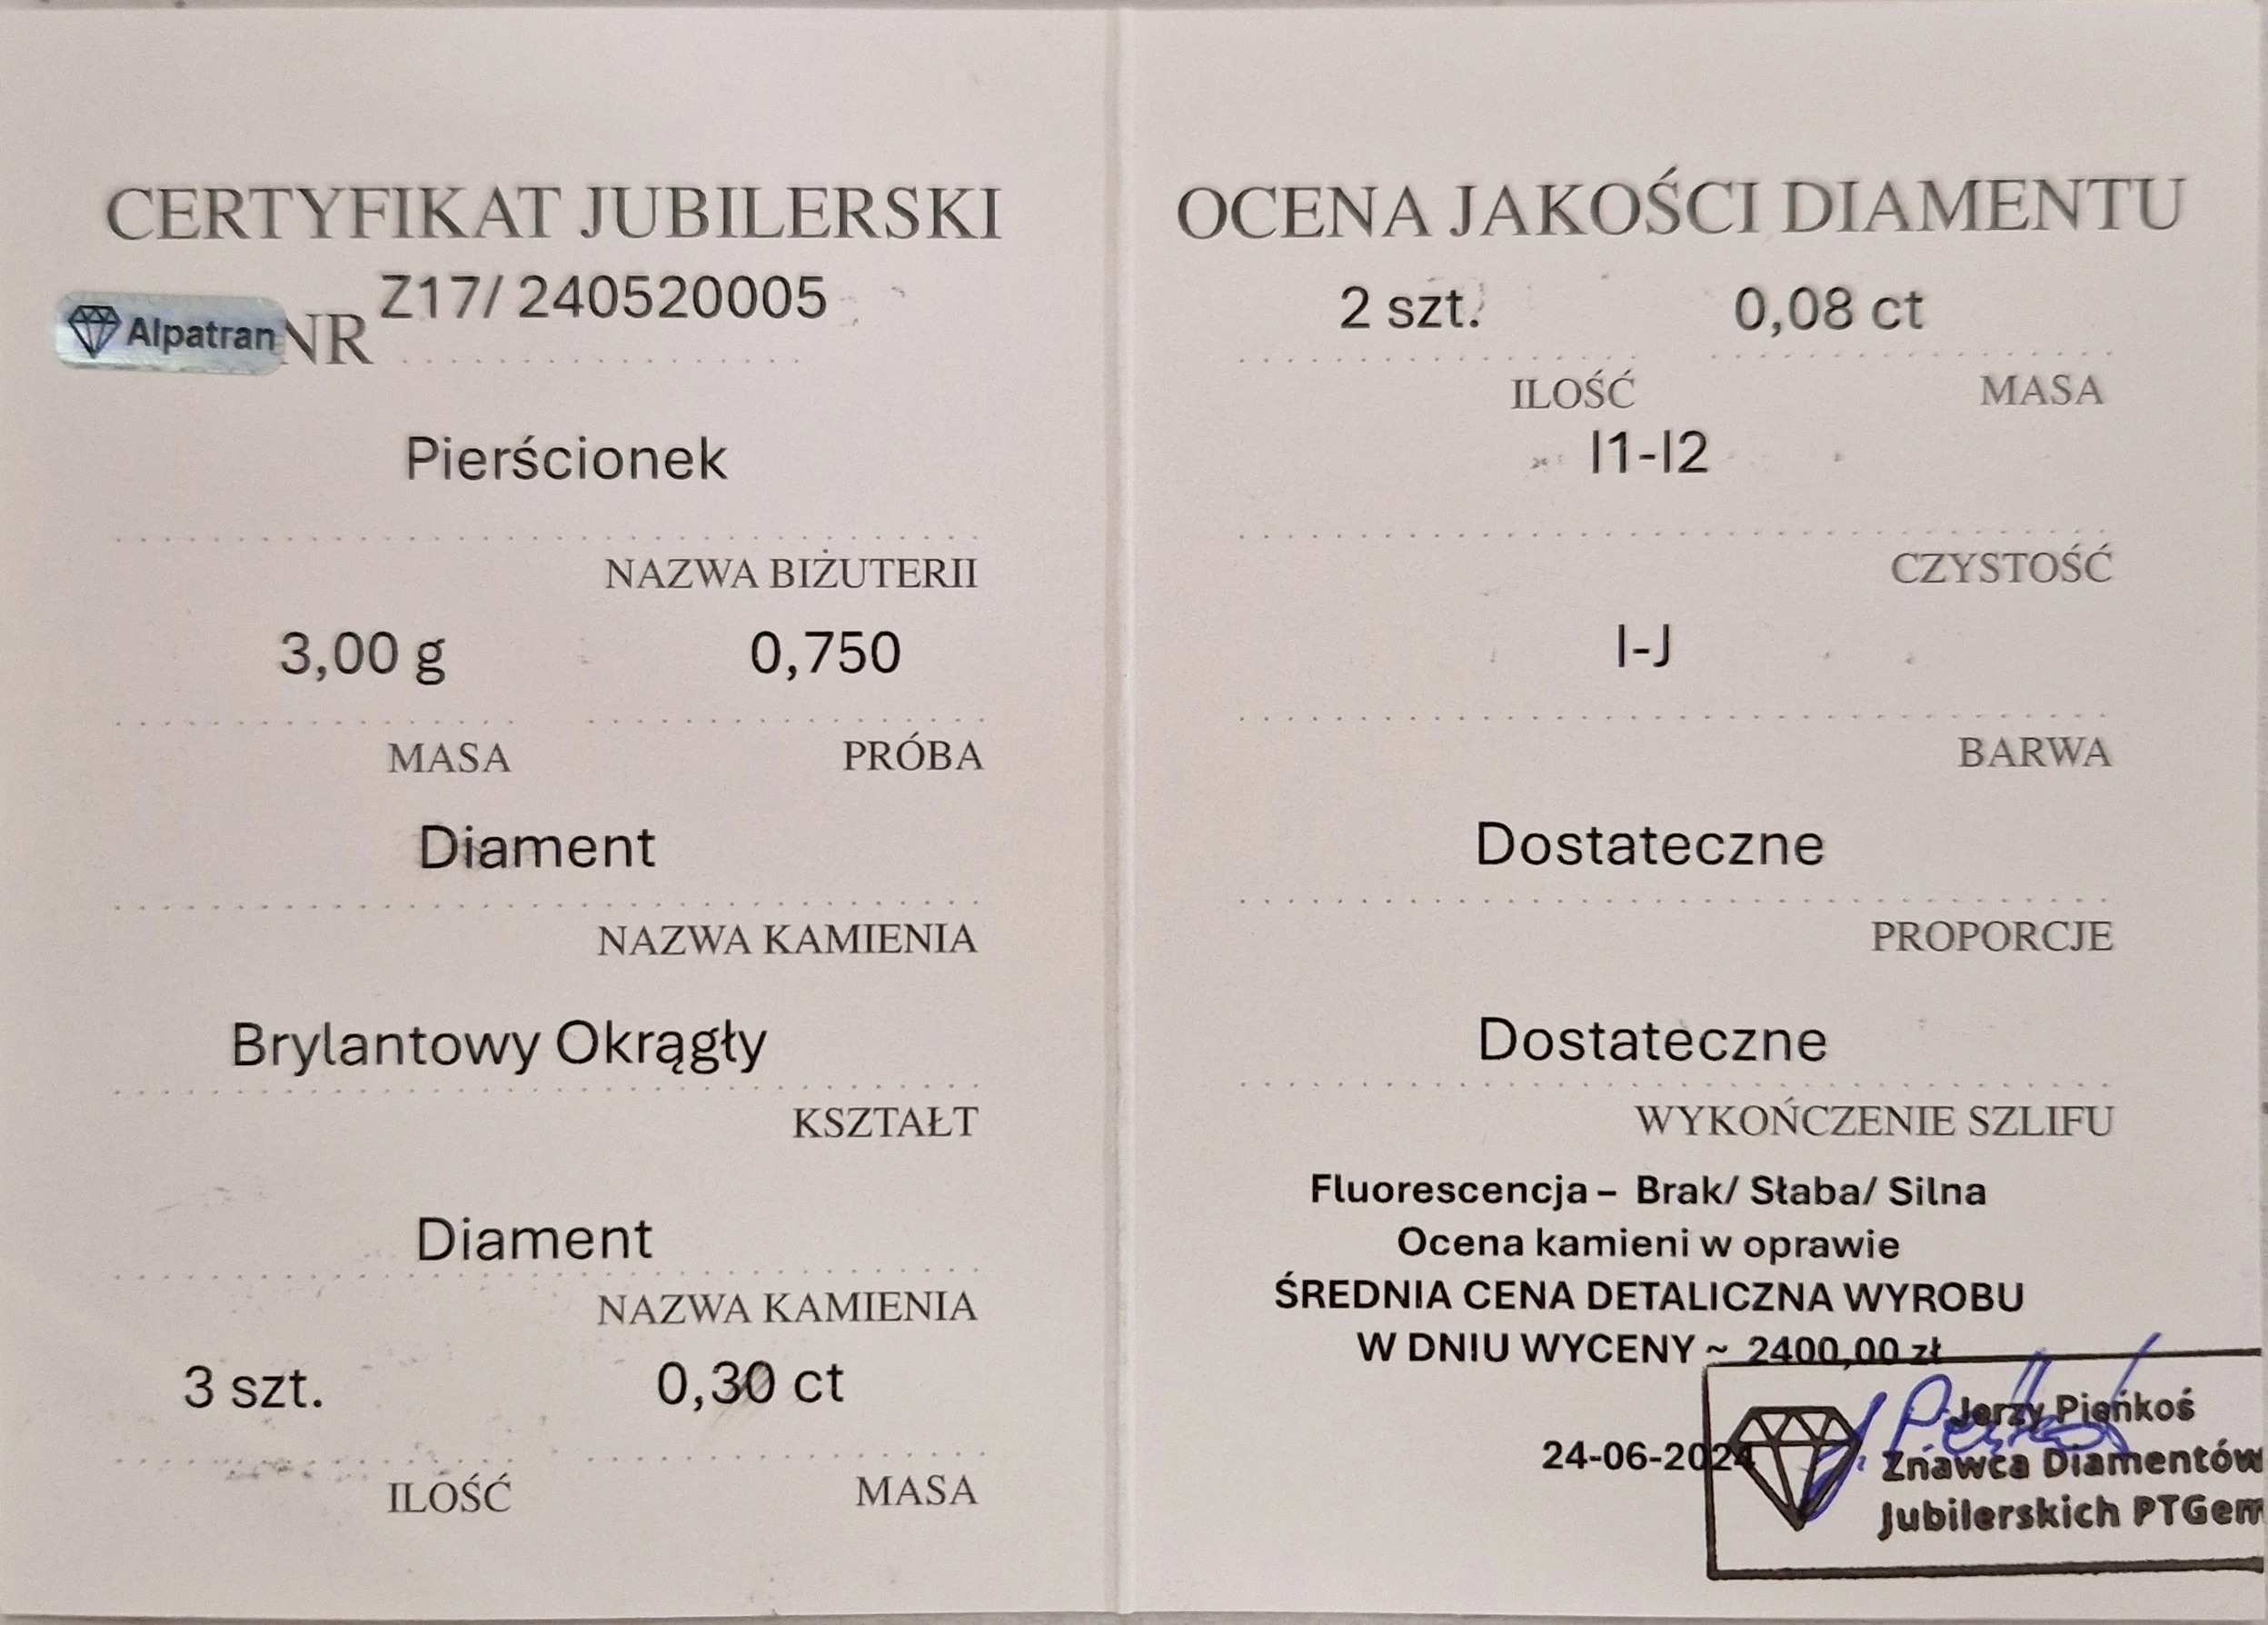 CERTYFIKAT JUBILERSKI
Alpatran NR Z17/ 240520005
Pierścionek
NAZWA BIŻUTERII
3,00 g 0,750
MASA PRÓBA
Diament
NAZWA KAMIENIA
Brylantowy Okrągły
KSZTAŁT
Diament
NAZWA KAMIENIA
3 szt. 0,30 ct
ILOŚĆ MASA
OCENA JAKOŚCI DIAMENTU
2 szt. 0,08 ct
ILOŚĆ MASA
I1-I2
CZYSTOŚĆ
I-J
BARWA
Dostateczne
PROPORCJE
Dostateczne
WYKOŃCZENIE SZLIFU
Fluorescencja – Brak/ Słaba/ Silna
Ocena kamieni w oprawie
ŚREDNIA CENA DETALICZNA WYROBU
W DNIU WYCENY ~ 2400,00 zł
24-06-2024
Jerzy Pieńkoś
Znawca Diamentów
Jubilerskich PTGem